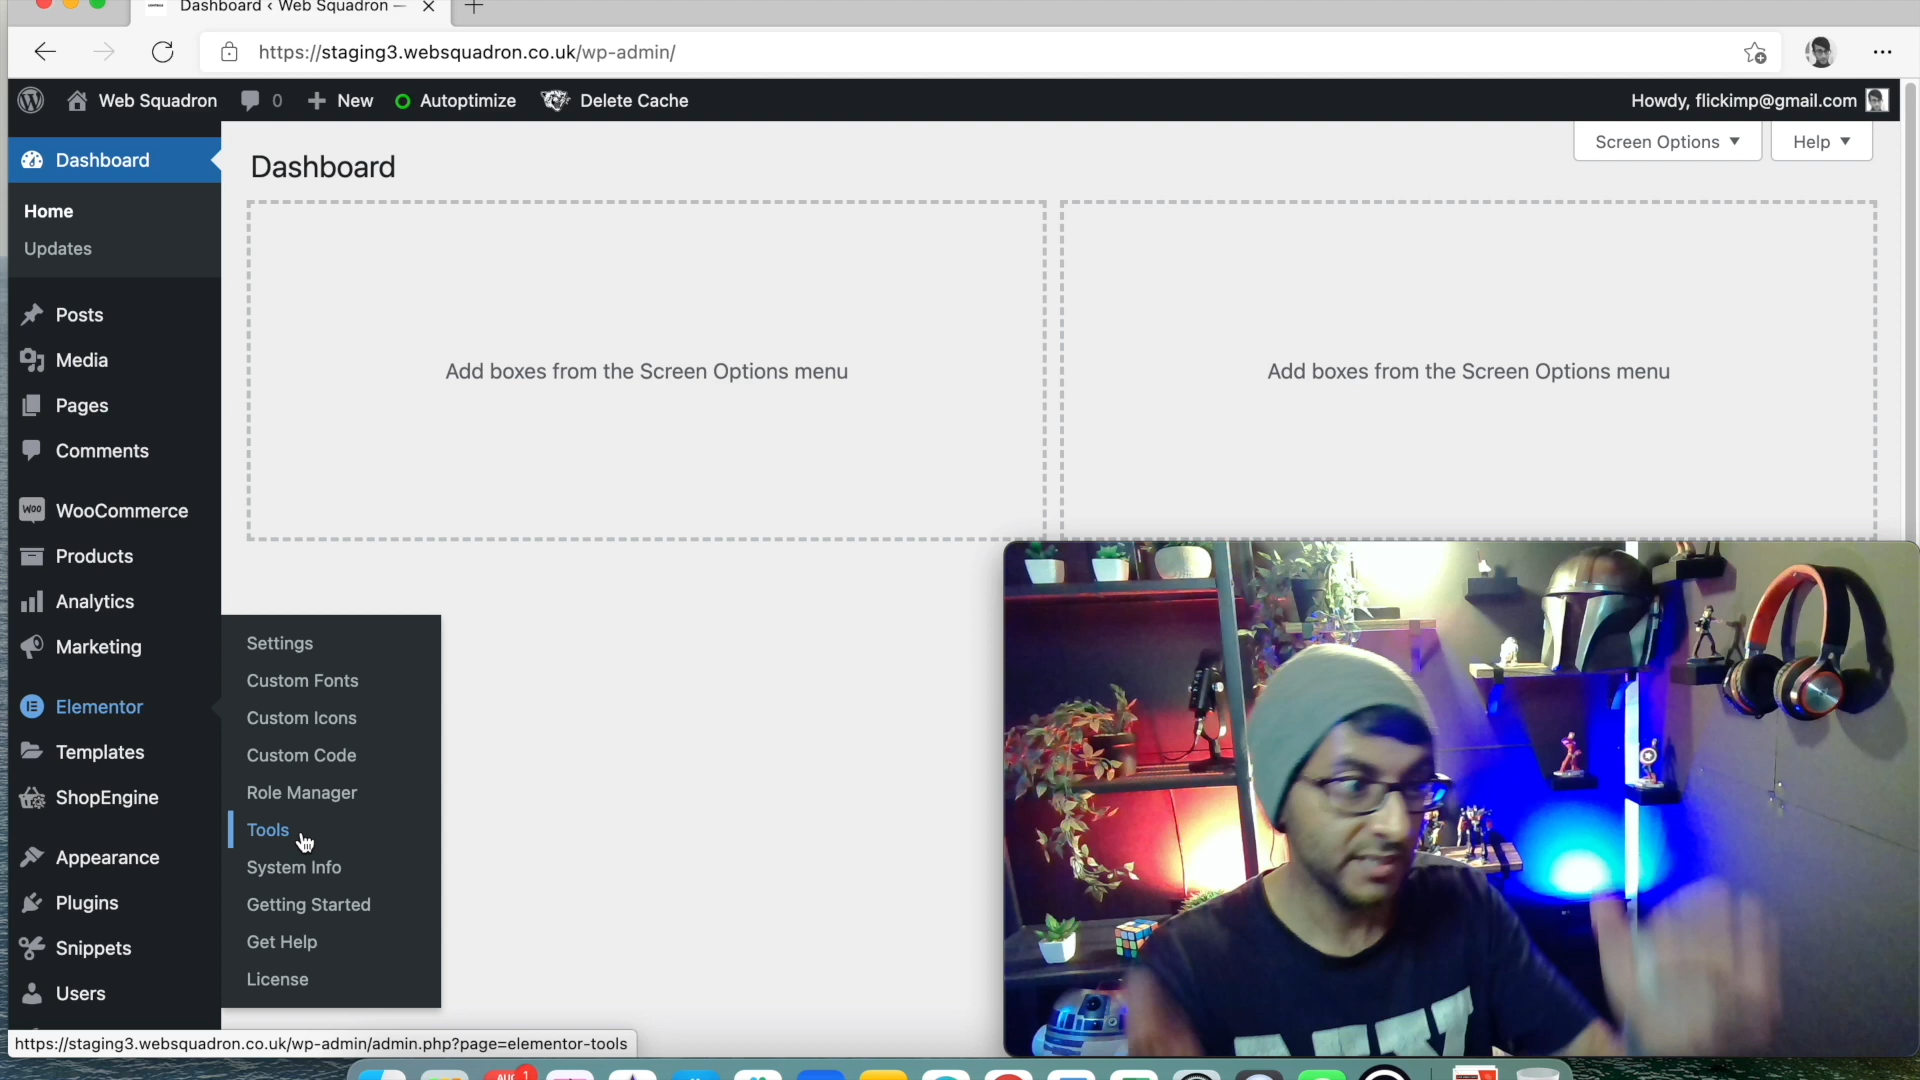 Dashboard ‹ Web Squadron —
https://staging3.websquadron.co.uk/wp-admin/
Web Squadron 0 New Autoptimize Delete Cache Howdy, flickimp@gmail.com
Screen Options Help
Dashboard
Dashboard
Home
Updates
Posts
Media
Pages
Comments
WooCommerce
Products
Analytics
Marketing
Elementor
Templates
ShopEngine
Appearance
Plugins
Snippets
Users
Add boxes from the Screen Options menu
Add boxes from the Screen Options menu
Settings
Custom Fonts
Custom Icons
Custom Code
Role Manager
Tools
System Info
Getting Started
Get Help
License
https://staging3.websquadron.co.uk/wp-admin/admin.php?page=elementor-tools
WOO
AUG 1